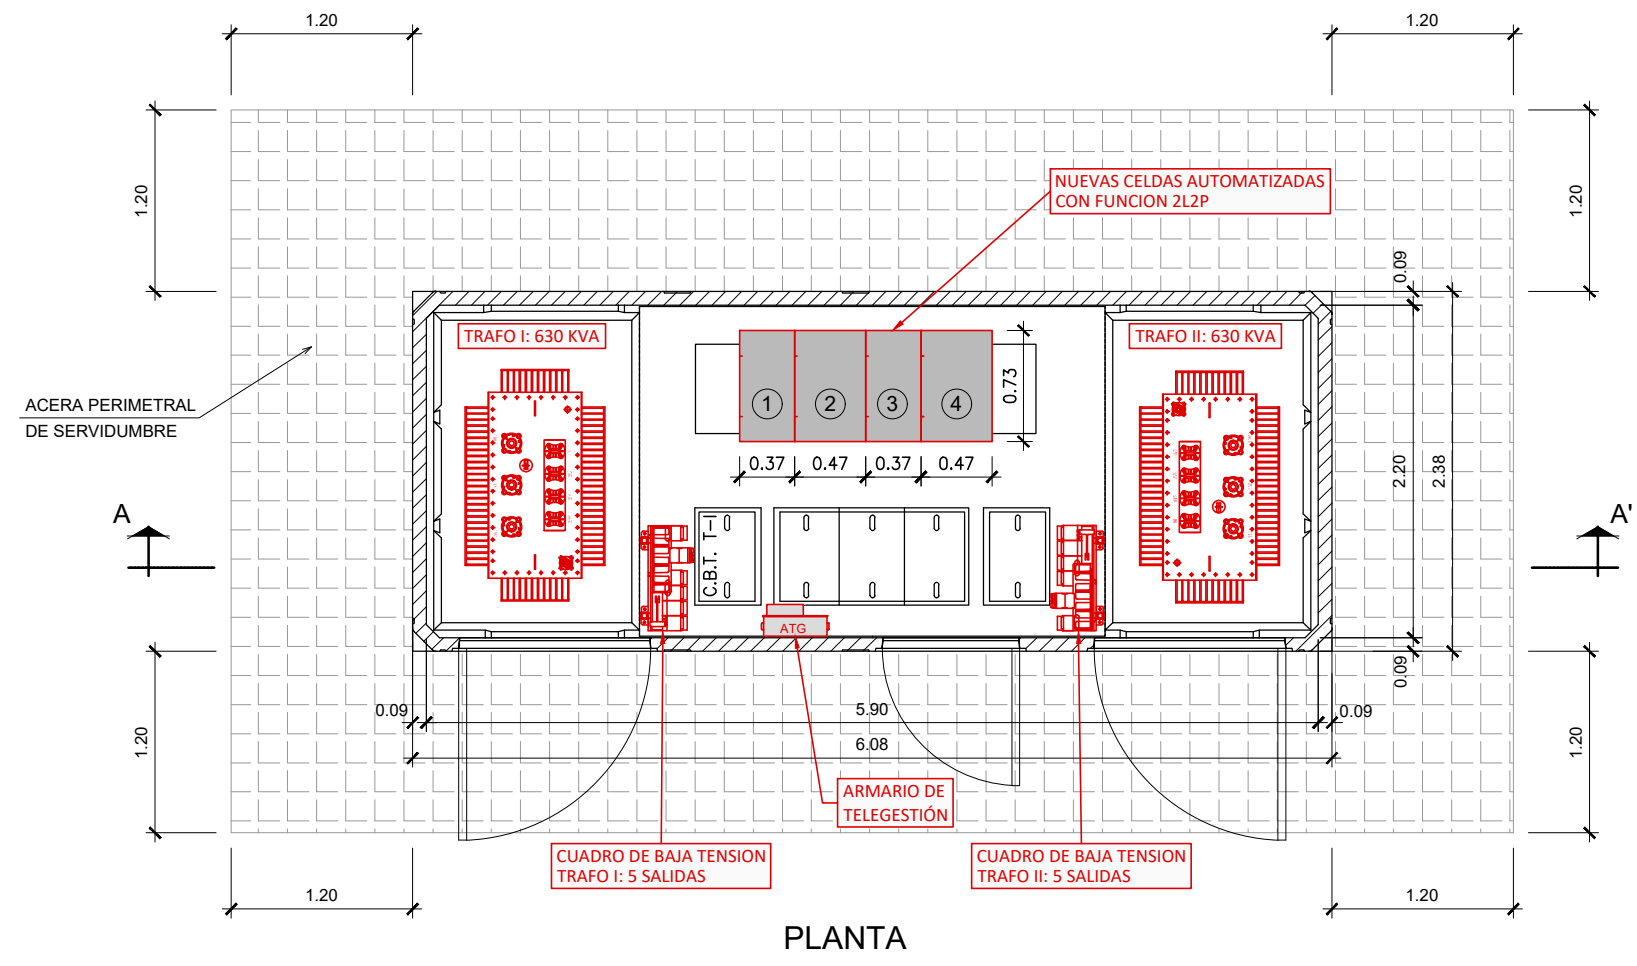 1.20
1.20
1.20
1.20
NUEVAS CELDAS AUTOMATIZADAS
CON FUNCION 2L2P
0.09
TRAFO I: 630 KVA
TRAFO II: 630 KVA
ACERA PERIMETRAL
DE SERVIDUMBRE
1
2
3
4
0.73
0.37
0.47
0.37
0.47
2.20
2.38
A
A'
C.B.T. T-I
ATG
0.09
0.09
5.90
0.09
6.08
1.20
1.20
ARMARIO DE
TELEGESTIÓN
CUADRO DE BAJA TENSION
TRAFO I: 5 SALIDAS
CUADRO DE BAJA TENSION
TRAFO II: 5 SALIDAS
1.20
1.20
PLANTA